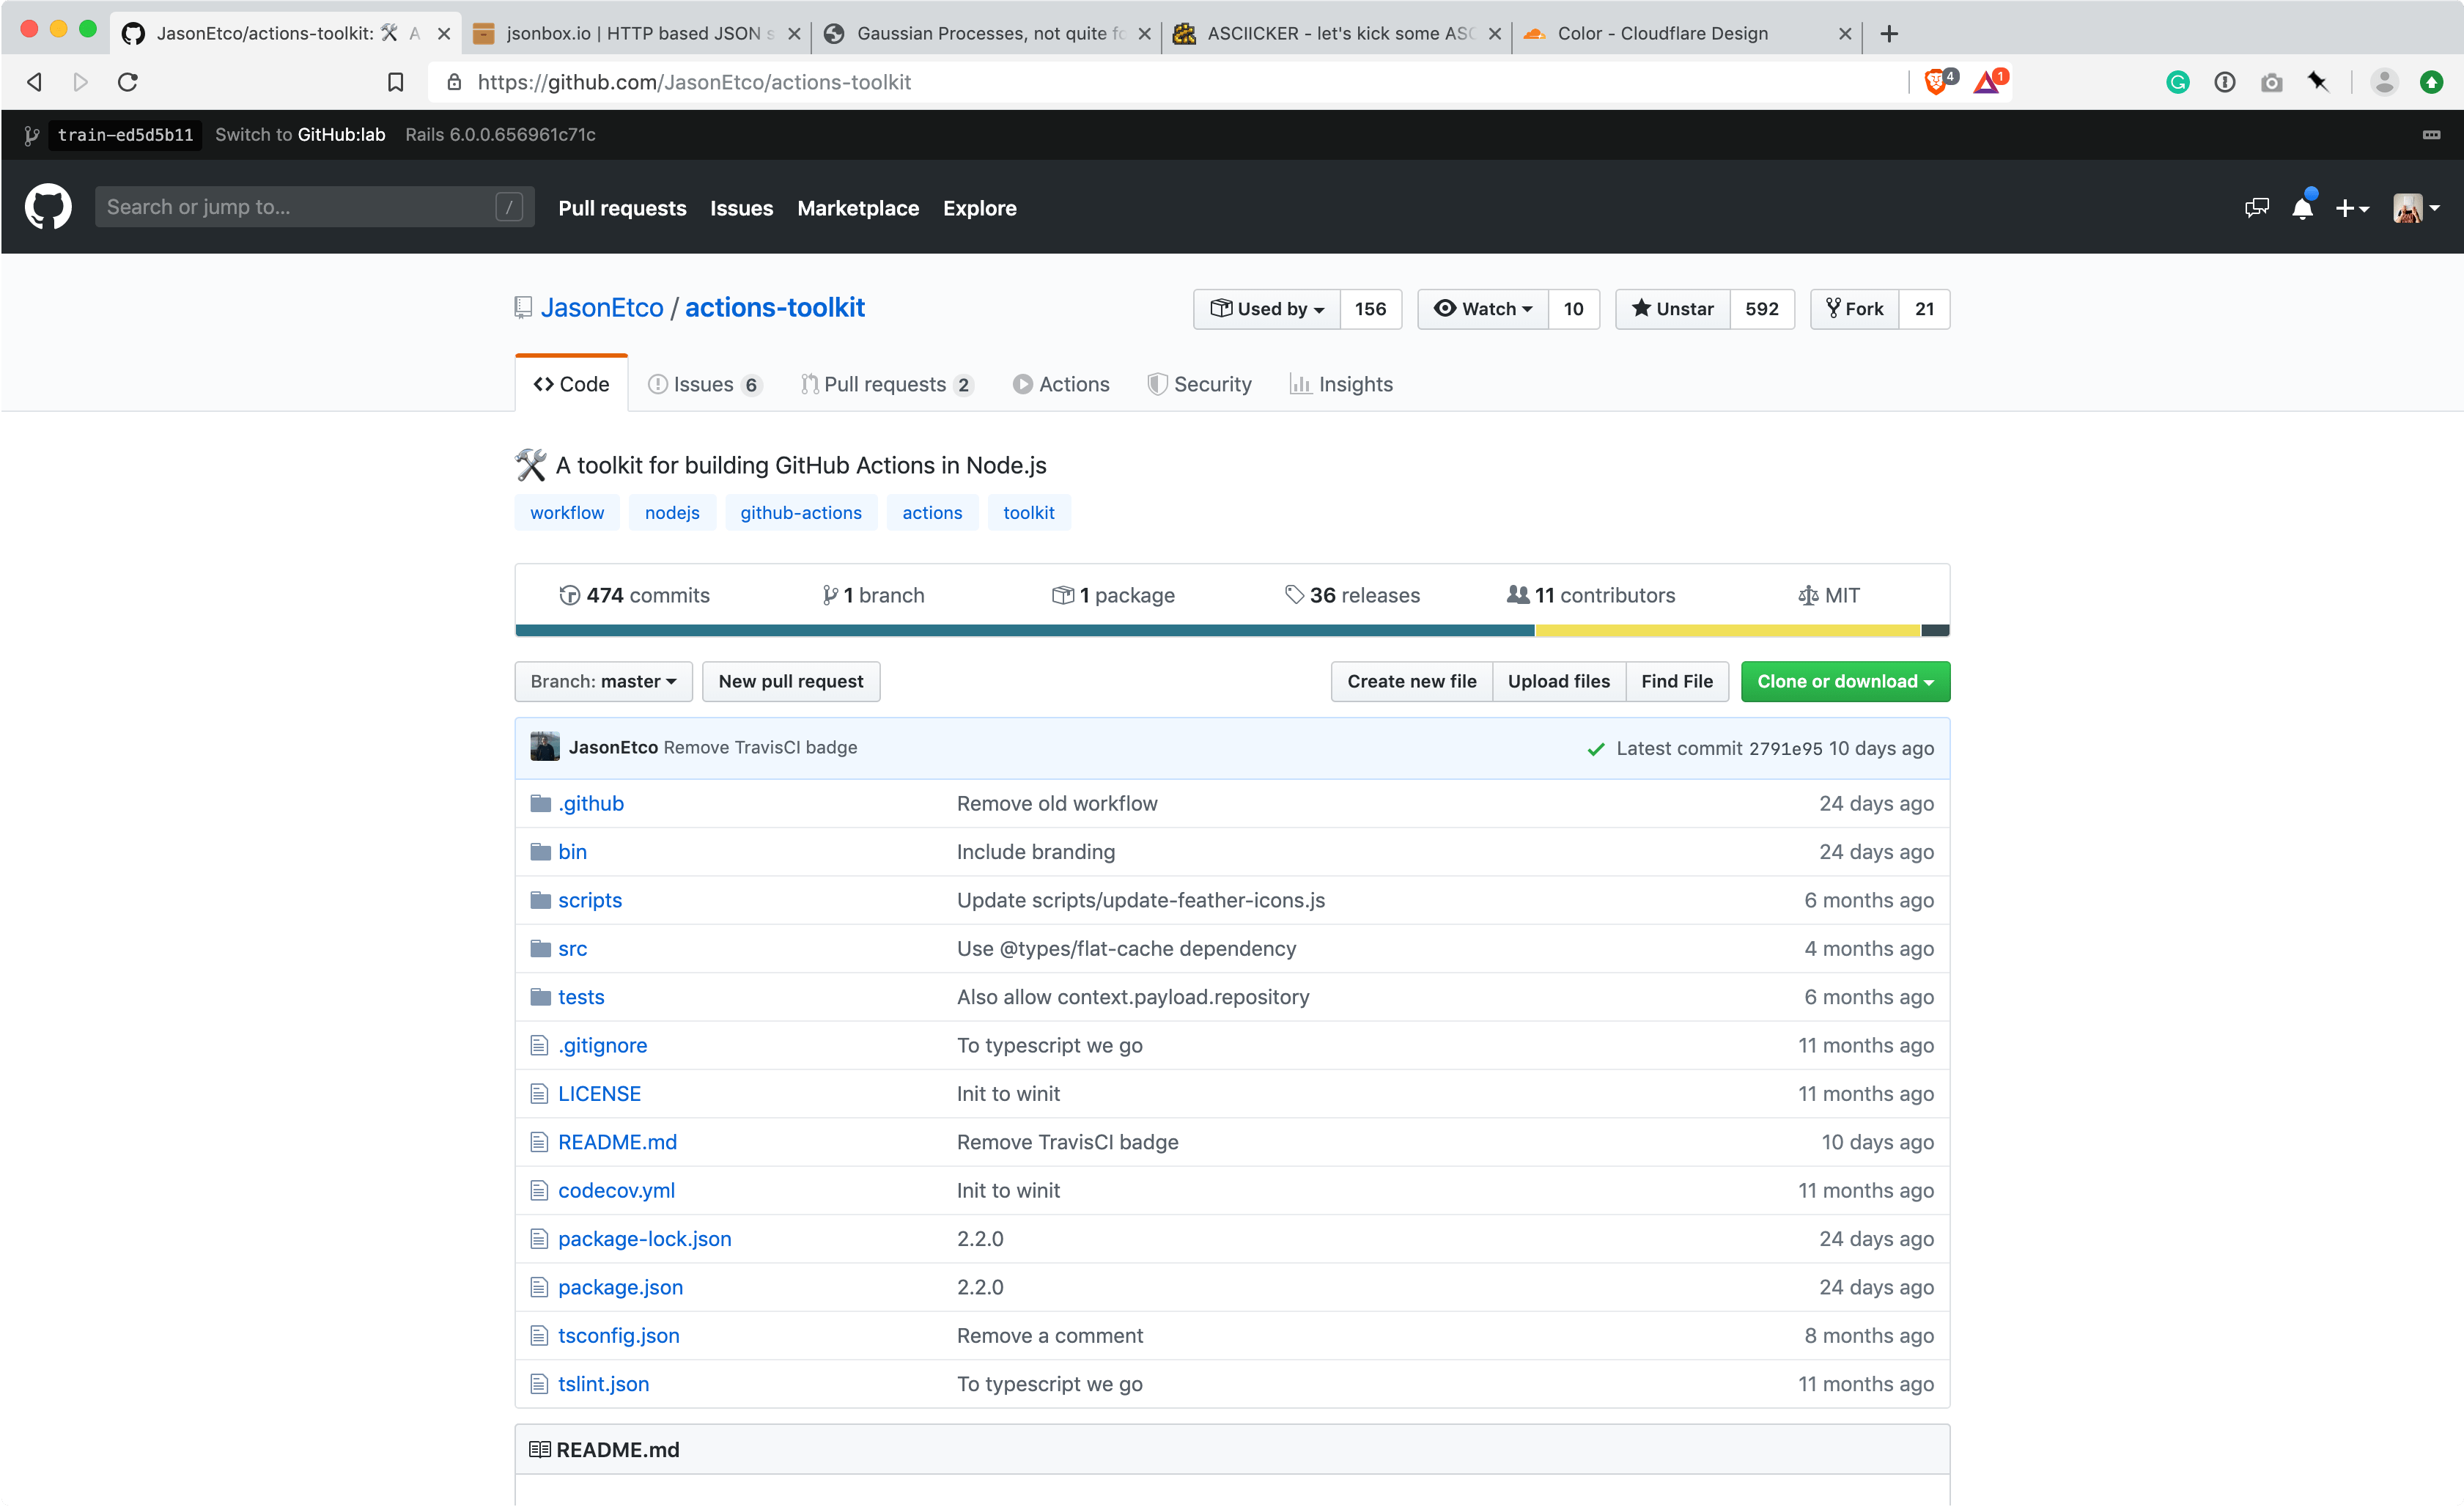 JasonEtco/actions-toolkit: 🛠 A
jsonbox.io | HTTP based JSON s
Gaussian Processes, not quite fo
ASCIICKER - let's kick some ASC
Color - Cloudflare Design
https://github.com/JasonEtco/actions-toolkit
4
1
train-ed5d5b11 Switch to GitHub:lab Rails 6.0.0.656961c71c
Search or jump to... / Pull requests Issues Marketplace Explore
JasonEtco / actions-toolkit
Used by 156 Watch 10 Unstar 592 Fork 21
Code Issues 6 Pull requests 2 Actions Security Insights
🛠 A toolkit for building GitHub Actions in Node.js
workflow nodejs github-actions actions toolkit
474 commits 1 branch 1 package 36 releases 11 contributors MIT
Branch: master New pull request Create new file Upload files Find File Clone or download
JasonEtco Remove TravisCI badge Latest commit 2791e95 10 days ago
.github Remove old workflow 24 days ago
bin Include branding 24 days ago
scripts Update scripts/update-feather-icons.js 6 months ago
src Use @types/flat-cache dependency 4 months ago
tests Also allow context.payload.repository 6 months ago
.gitignore To typescript we go 11 months ago
LICENSE Init to winit 11 months ago
README.md Remove TravisCI badge 10 days ago
codecov.yml Init to winit 11 months ago
package-lock.json 2.2.0 24 days ago
package.json 2.2.0 24 days ago
tsconfig.json Remove a comment 8 months ago
tslint.json To typescript we go 11 months ago
README.md